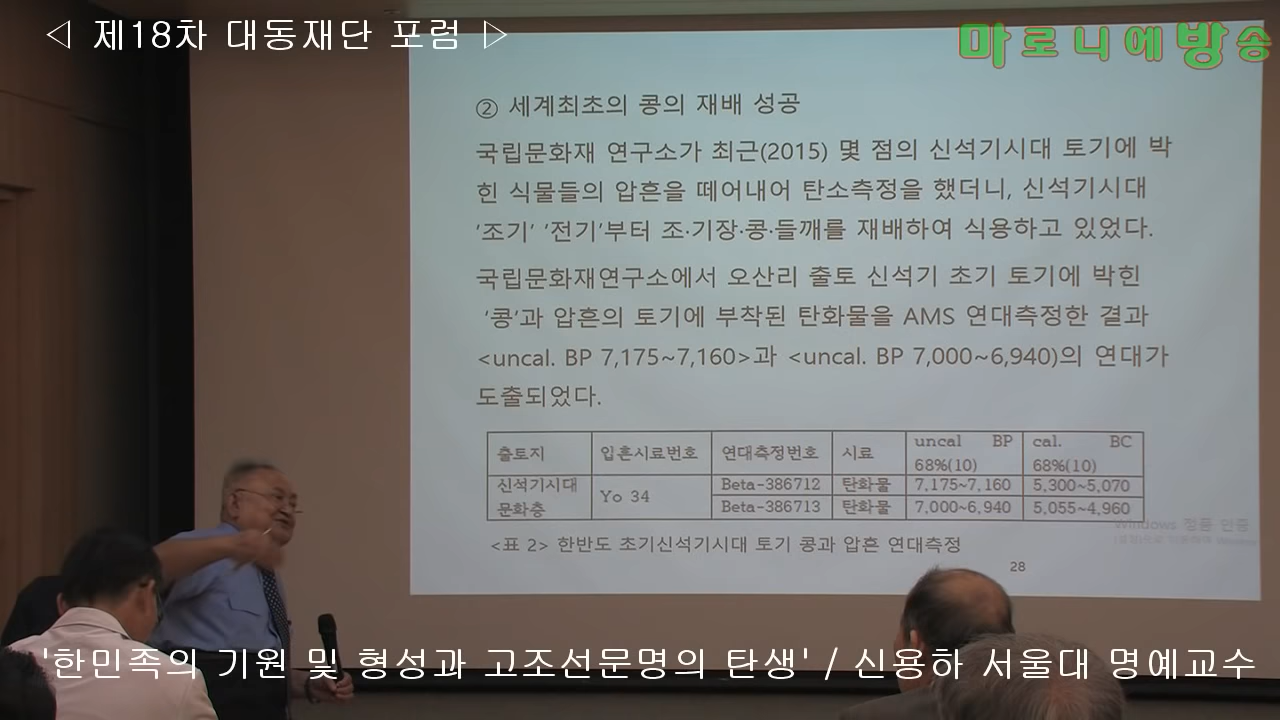 ◁ 제18차 대동재단 포럼 ▷
마로니에방송
② 세계최초의 콩의 재배 성공
국립문화재 연구소가 최근(2015) 몇 점의 신석기시대 토기에 박
힌 식물들의 압흔을 떼어내어 탄소측정을 했더니, 신석기시대
'조기' '전기'부터 조·기장·콩·들깨를 재배하여 식용하고 있었다.
국립문화재연구소에서 오산리 출토 신석기 초기 토기에 박힌
'콩'과 압흔의 토기에 부착된 탄화물을 AMS 연대측정한 결과
<uncal. BP 7,175~7,160>과 <uncal. BP 7,000~6,940)의 연대가
도출되었다.
출토지 입흔시료번호 연대측정번호 시료 uncal BP 68%(10) cal. BC 68%(10)
신석기시대 문화층 Yo 34 Beta-386712 탄화물 7,175~7,160 5,300~5,070
Beta-386713 탄화물 7,000~6,940 5,055~4,960
<표 2> 한반도 초기신석기시대 토기 콩과 압흔 연대측정
28
Windows 정품 인증
'한민족의 기원 및 형성과 고조선문명의 탄생' / 신용하 서울대 명예교수